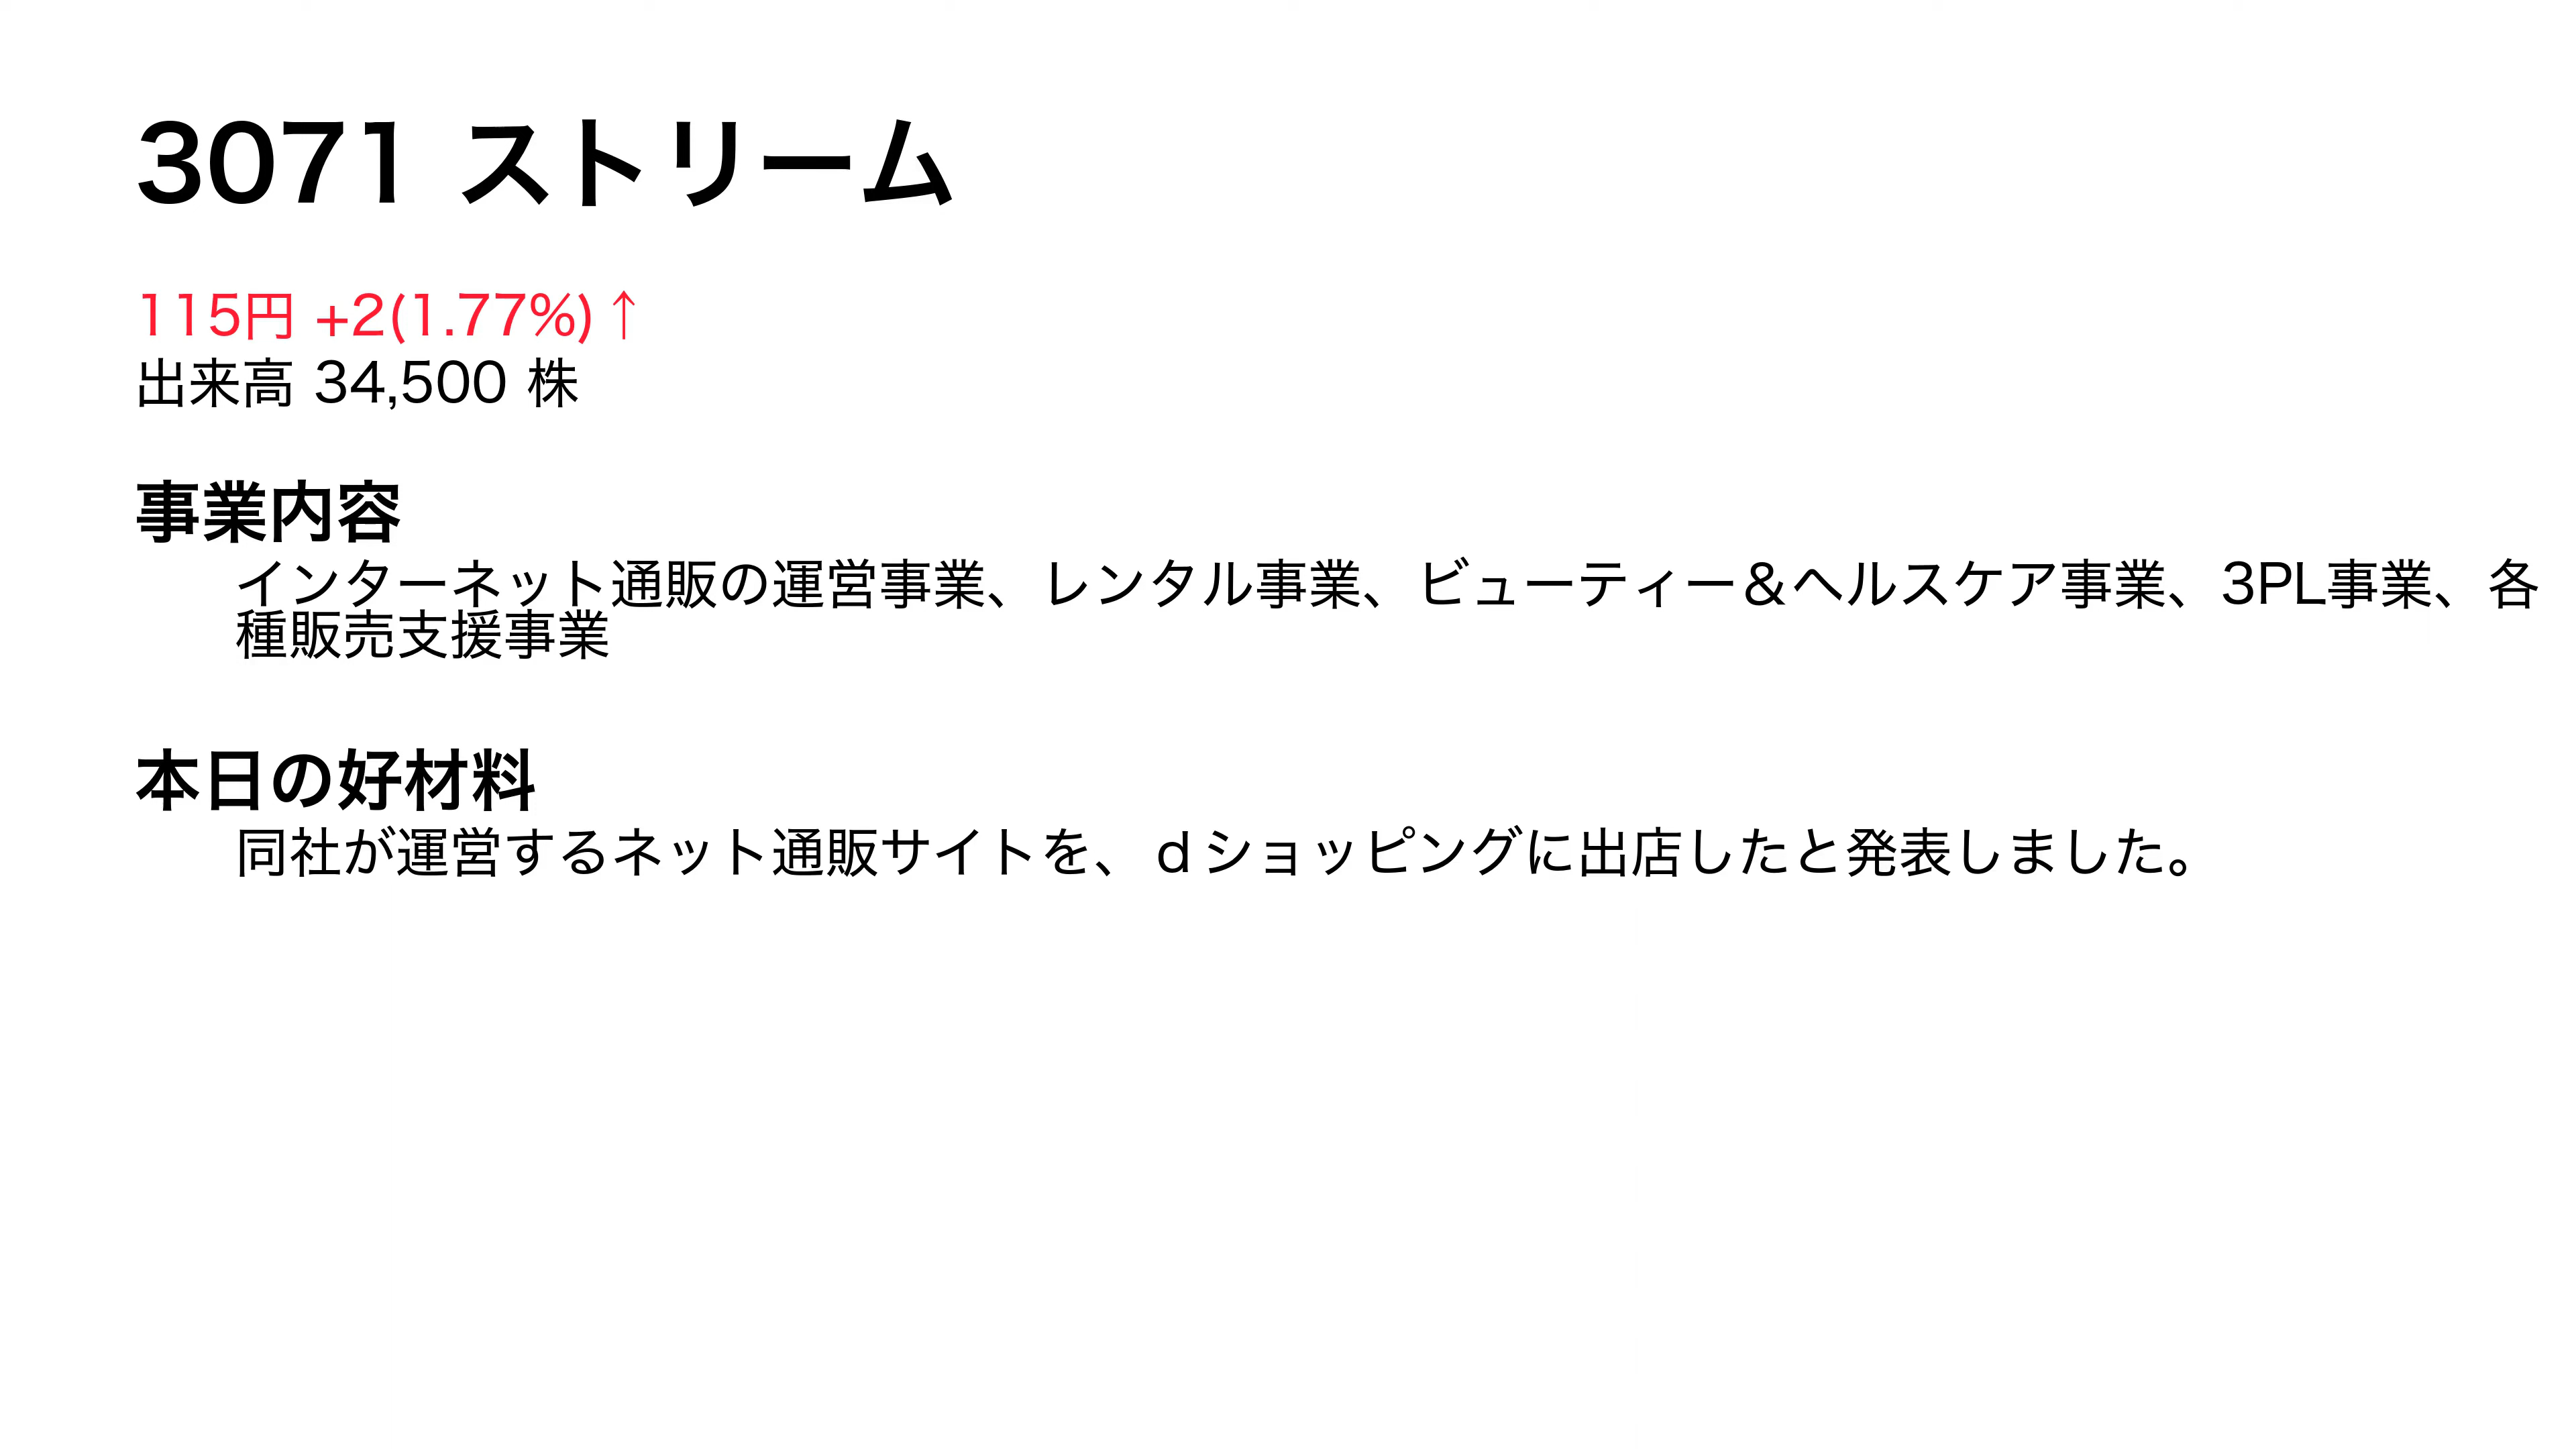 3071 ストリーム
115円 +2(1.77%)↑
出来高 34,500 株
事業内容
インターネット通販の運営事業、レンタル事業、ビューティー＆ヘルスケア事業、3PL事業、各
種販売支援事業
本日の好材料
同社が運営するネット通販サイトを、ｄショッピングに出店したと発表しました。